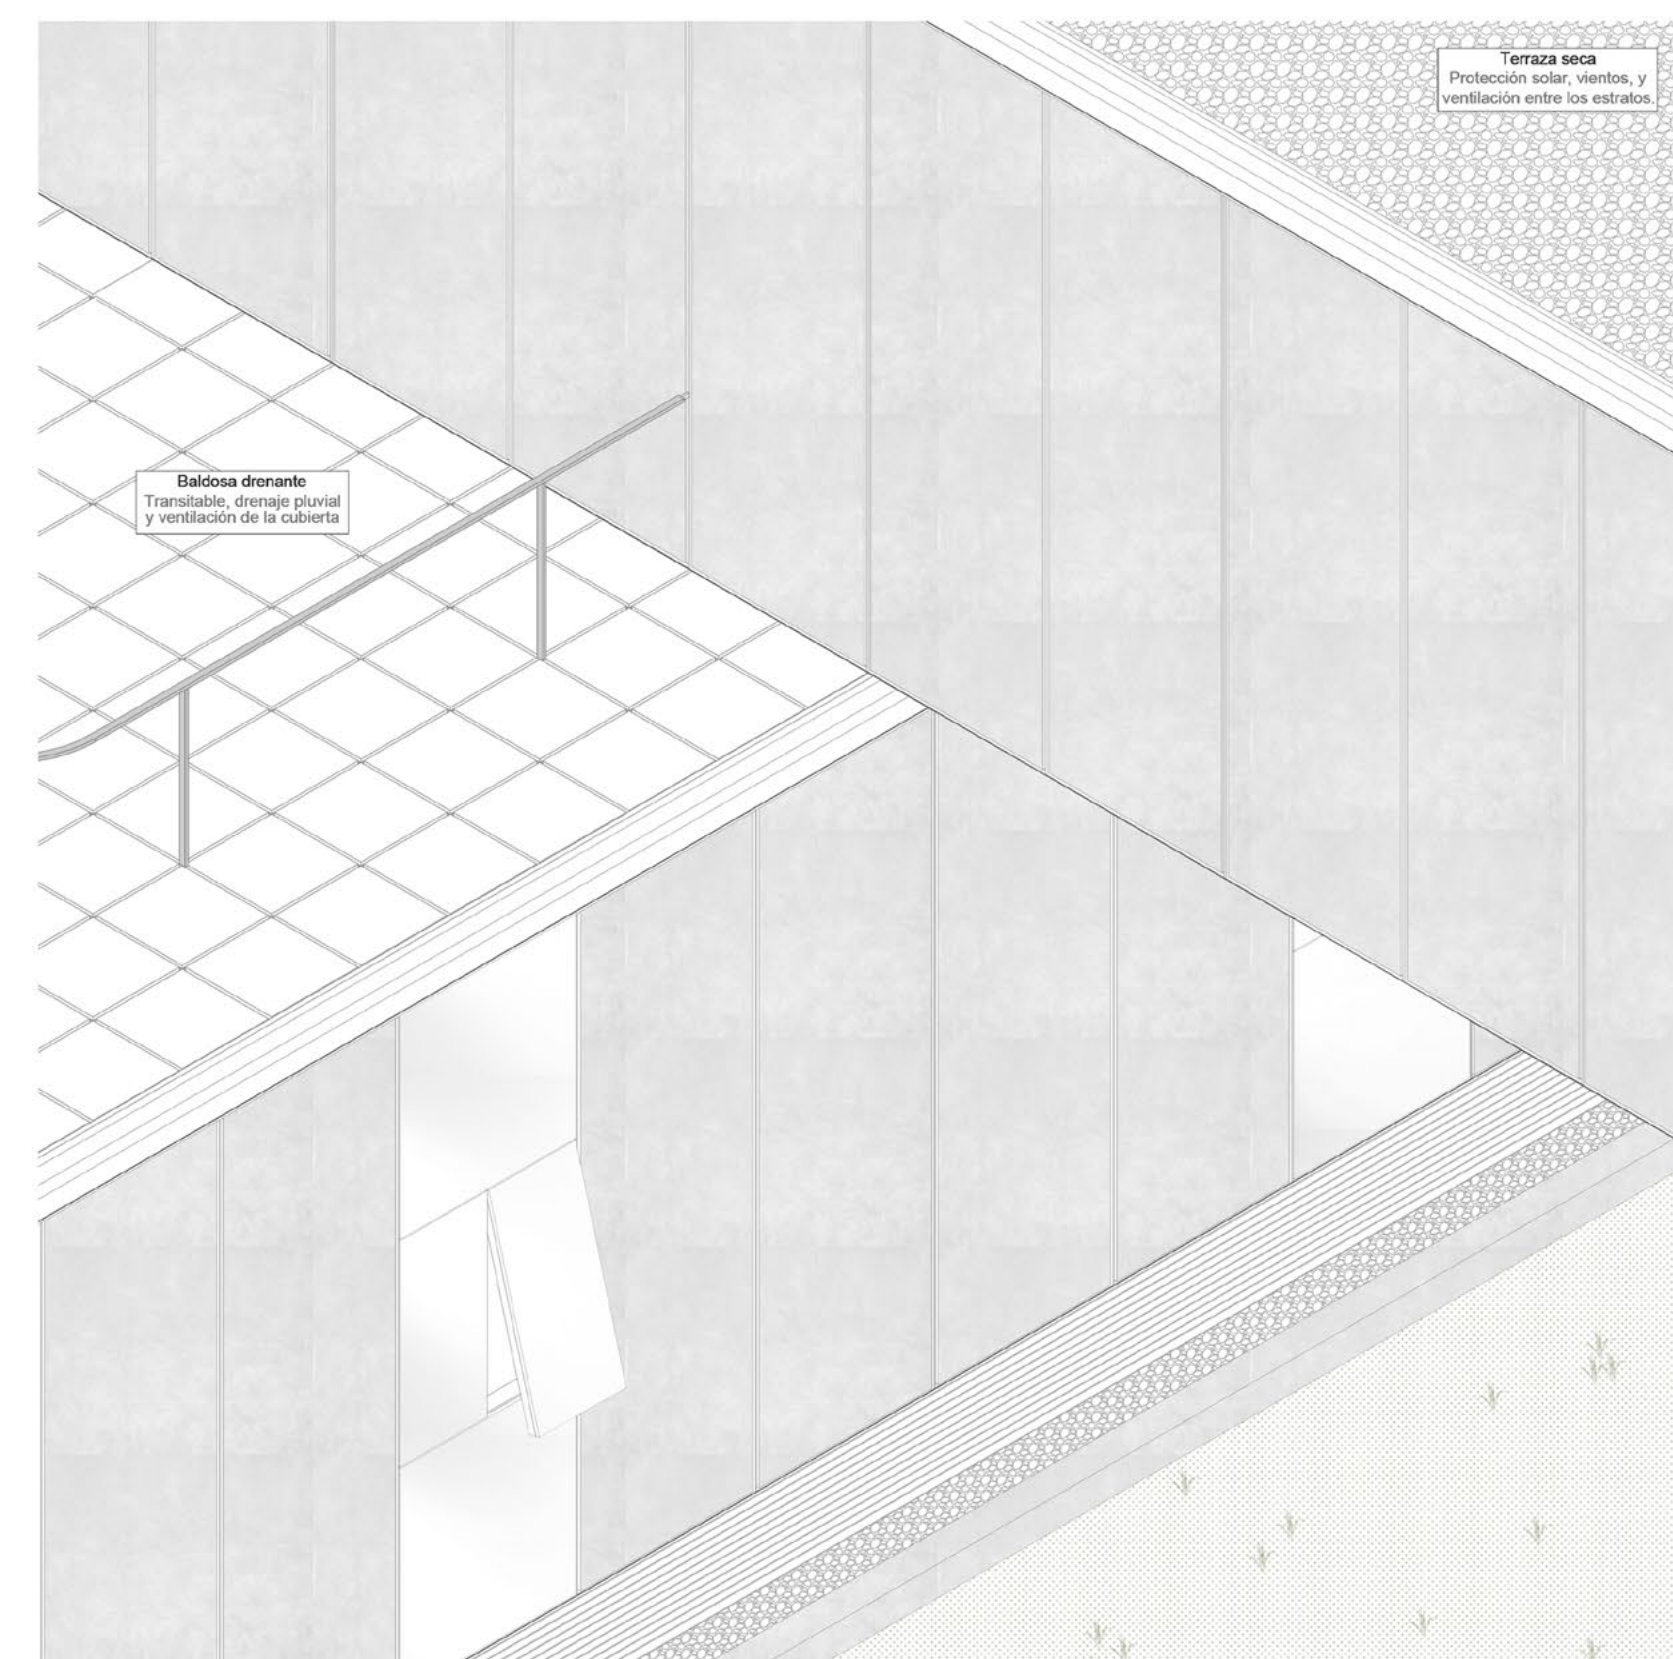 Terraza seca
Protección solar, vientos, y
ventilación entre los estratos.
Baldosa drenante
Transitable, drenaje pluvial
y ventilación de la cubierta